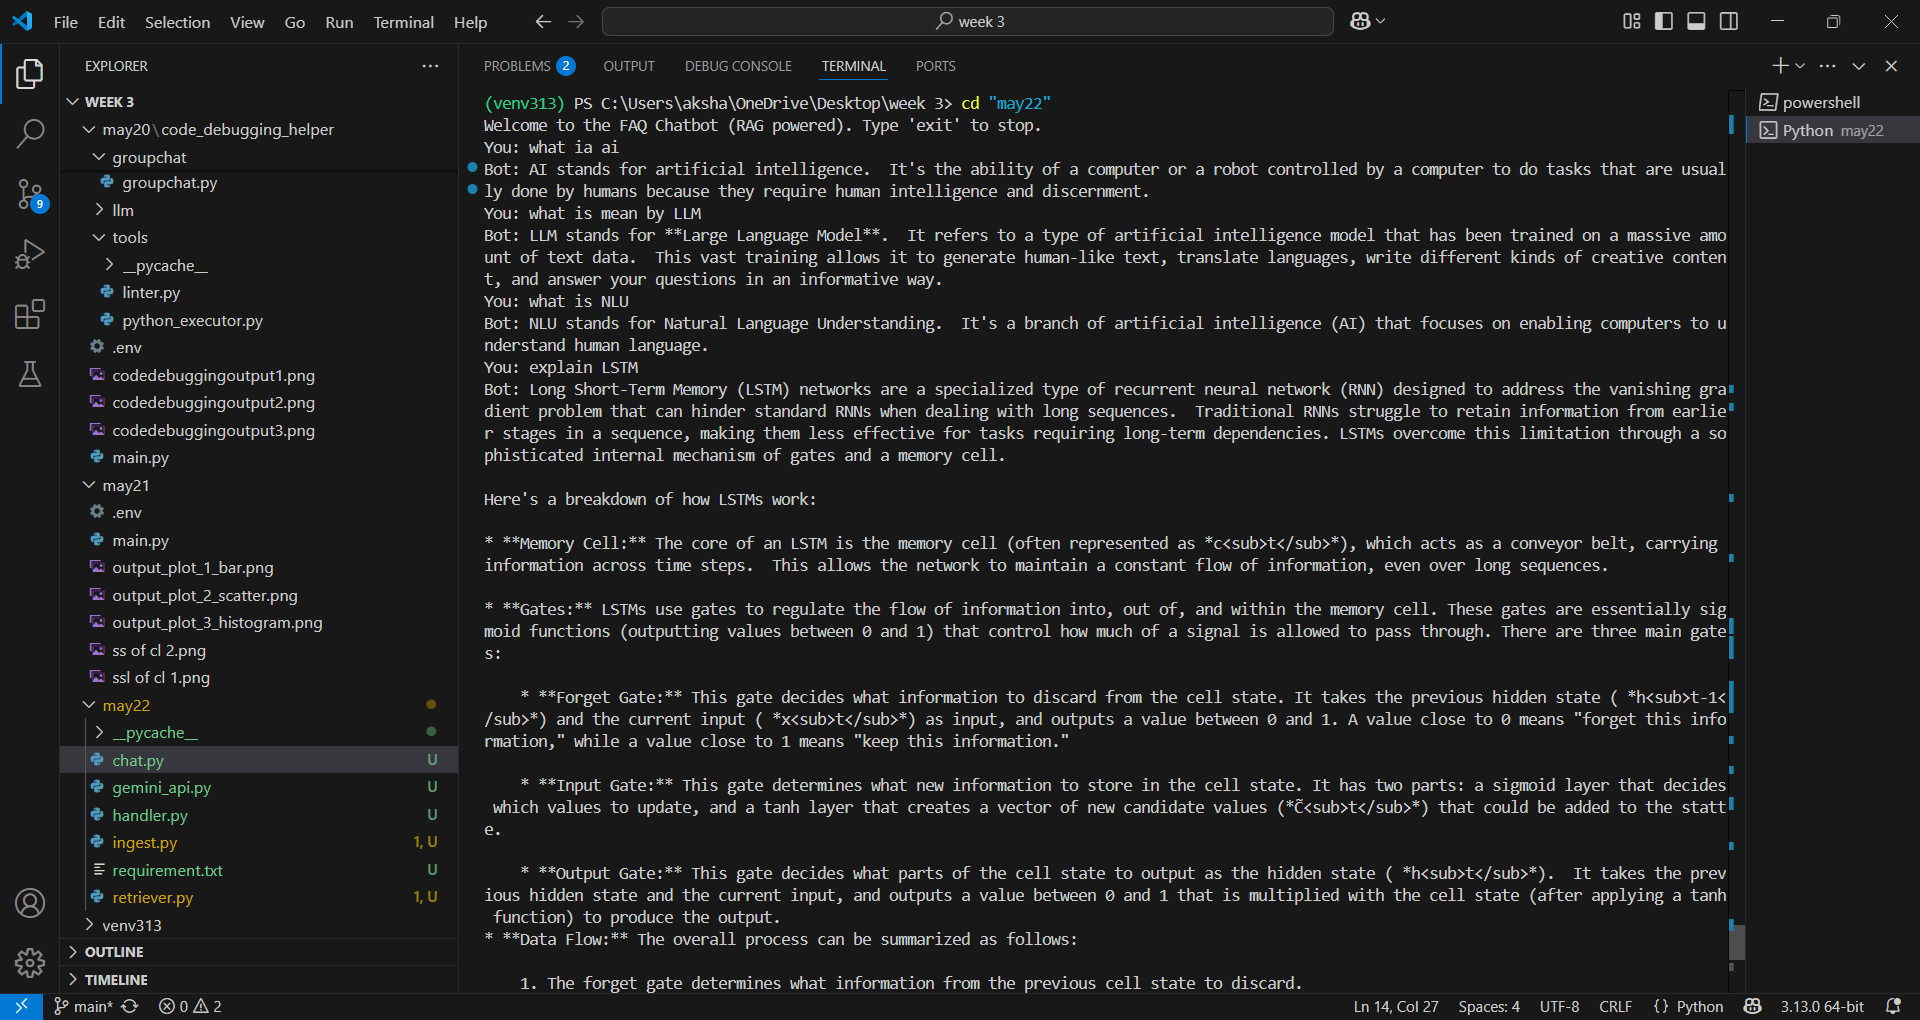 File Edit Selection View Go Run Terminal Help
week 3
EXPLORER
WEEK 3
may20\code_debugging_helper
groupchat
groupchat.py
llm
tools
__pycache__
linter.py
python_executor.py
.env
codedebuggingoutput1.png
codedebuggingoutput2.png
codedebuggingoutput3.png
main.py
may21
.env
main.py
output_plot_1_bar.png
output_plot_2_scatter.png
output_plot_3_histogram.png
ss of cl 2.png
ssl of cl 1.png
may22
__pycache__
chat.py U
gemini_api.py U
handler.py U
ingest.py 1, U
requirement.txt U
retriever.py 1, U
venv313
OUTLINE
TIMELINE
9
PROBLEMS 2 OUTPUT DEBUG CONSOLE TERMINAL PORTS
(venv313) PS C:\Users\aksha\OneDrive\Desktop\week 3> cd "may22"
Welcome to the FAQ Chatbot (RAG powered). Type 'exit' to stop.
You: what ia ai
Bot: AI stands for artificial intelligence.  It's the ability of a computer or a robot controlled by a computer to do tasks that are usual
ly done by humans because they require human intelligence and discernment.
You: what is mean by LLM
Bot: LLM stands for **Large Language Model**.  It refers to a type of artificial intelligence model that has been trained on a massive amo
unt of text data.  This vast training allows it to generate human-like text, translate languages, write different kinds of creative conten
t, and answer your questions in an informative way.
You: what is NLU
Bot: NLU stands for Natural Language Understanding.  It's a branch of artificial intelligence (AI) that focuses on enabling computers to u
nderstand human language.
You: explain LSTM
Bot: Long Short-Term Memory (LSTM) networks are a specialized type of recurrent neural network (RNN) designed to address the vanishing gra
dient problem that can hinder standard RNNs when dealing with long sequences.  Traditional RNNs struggle to retain information from earlie
r stages in a sequence, making them less effective for tasks requiring long-term dependencies. LSTMs overcome this limitation through a so
phisticated internal mechanism of gates and a memory cell.
Here's a breakdown of how LSTMs work:
* **Memory Cell:** The core of an LSTM is the memory cell (often represented as *c<sub>t</sub>*), which acts as a conveyor belt, carrying
information across time steps.  This allows the network to maintain a constant flow of information, even over long sequences.
* **Gates:** LSTMs use gates to regulate the flow of information into, out of, and within the memory cell. These gates are essentially sig
moid functions (outputting values between 0 and 1) that control how much of a signal is allowed to pass through. There are three main gate
s:
* **Forget Gate:** This gate decides what information to discard from the cell state. It takes the previous hidden state ( *h<sub>t-1<
/sub>*) and the current input ( *x<sub>t</sub>*) as input, and outputs a value between 0 and 1. A value close to 0 means "forget this info
rmation," while a value close to 1 means "keep this information."
* **Input Gate:** This gate determines what new information to store in the cell state. It has two parts: a sigmoid layer that decides
which values to update, and a tanh layer that creates a vector of new candidate values (*C̃<sub>t</sub>*) that could be added to the statt
e.
* **Output Gate:** This gate decides what parts of the cell state to output as the hidden state ( *h<sub>t</sub>*).  It takes the prev
ious hidden state and the current input, and outputs a value between 0 and 1 that is multiplied with the cell state (after applying a tanh
function) to produce the output.
* **Data Flow:** The overall process can be summarized as follows:
1. The forget gate determines what information from the previous cell state to discard.
powershell
Python may22
main* 0 2
Ln 14, Col 27 Spaces: 4 UTF-8 CRLF {} Python 3.13.0 64-bit